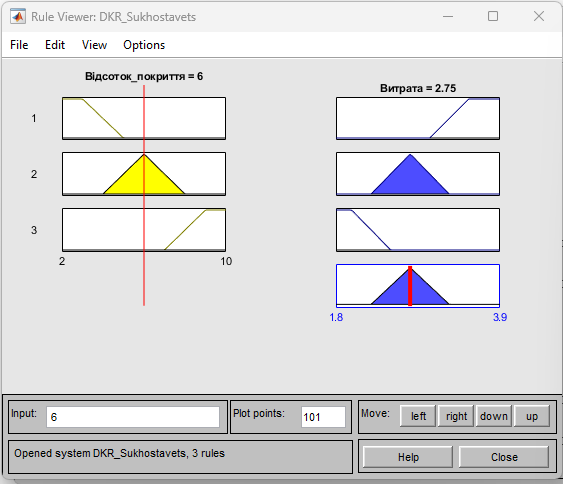 Rule Viewer: DKR_Sukhostavets
File Edit View Options
Відсоток_покриття = 6
Витрата = 2.75
1
2
3
2 10
1.8 3.9
Input: 6
Plot points: 101
Move: left right down up
Opened system DKR_Sukhostavets, 3 rules
Help Close